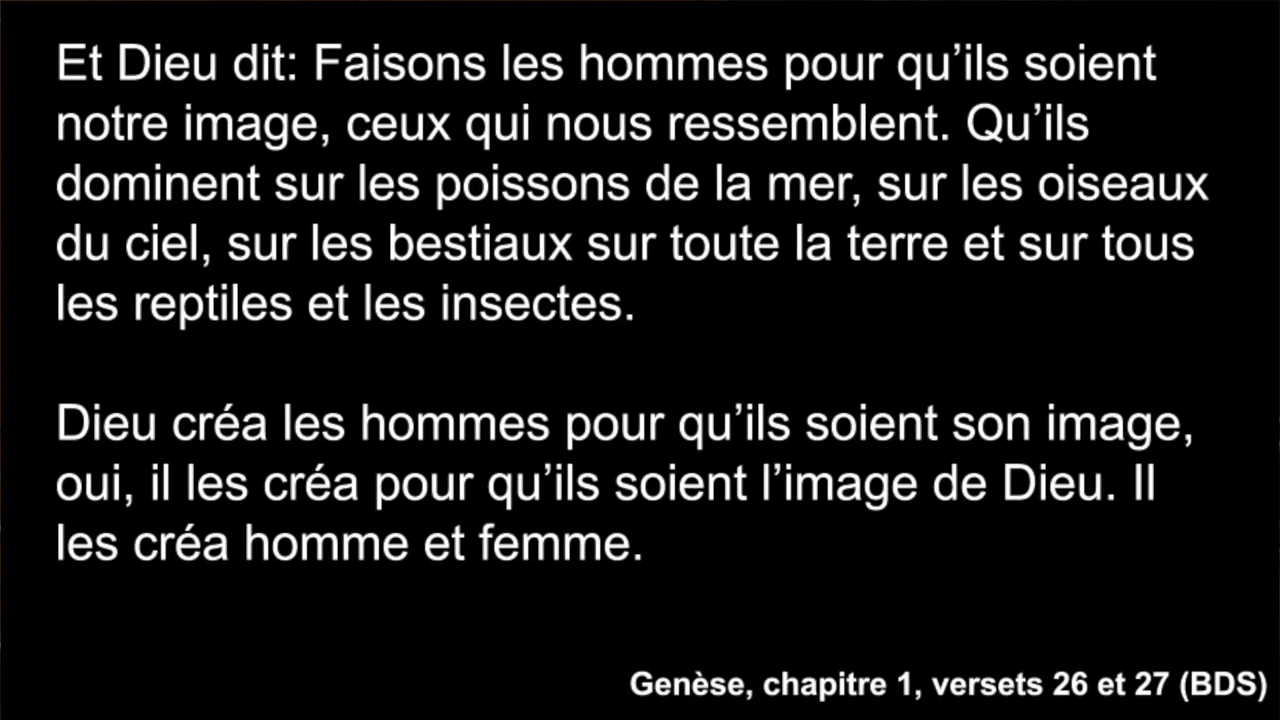 Et Dieu dit: Faisons les hommes pour qu’ils soient
notre image, ceux qui nous ressemblent. Qu’ils
dominent sur les poissons de la mer, sur les oiseaux
du ciel, sur les bestiaux sur toute la terre et sur tous
les reptiles et les insectes.
Dieu créa les hommes pour qu’ils soient son image,
oui, il les créa pour qu’ils soient l’image de Dieu. Il
les créa homme et femme.
Genèse, chapitre 1, versets 26 et 27 (BDS)